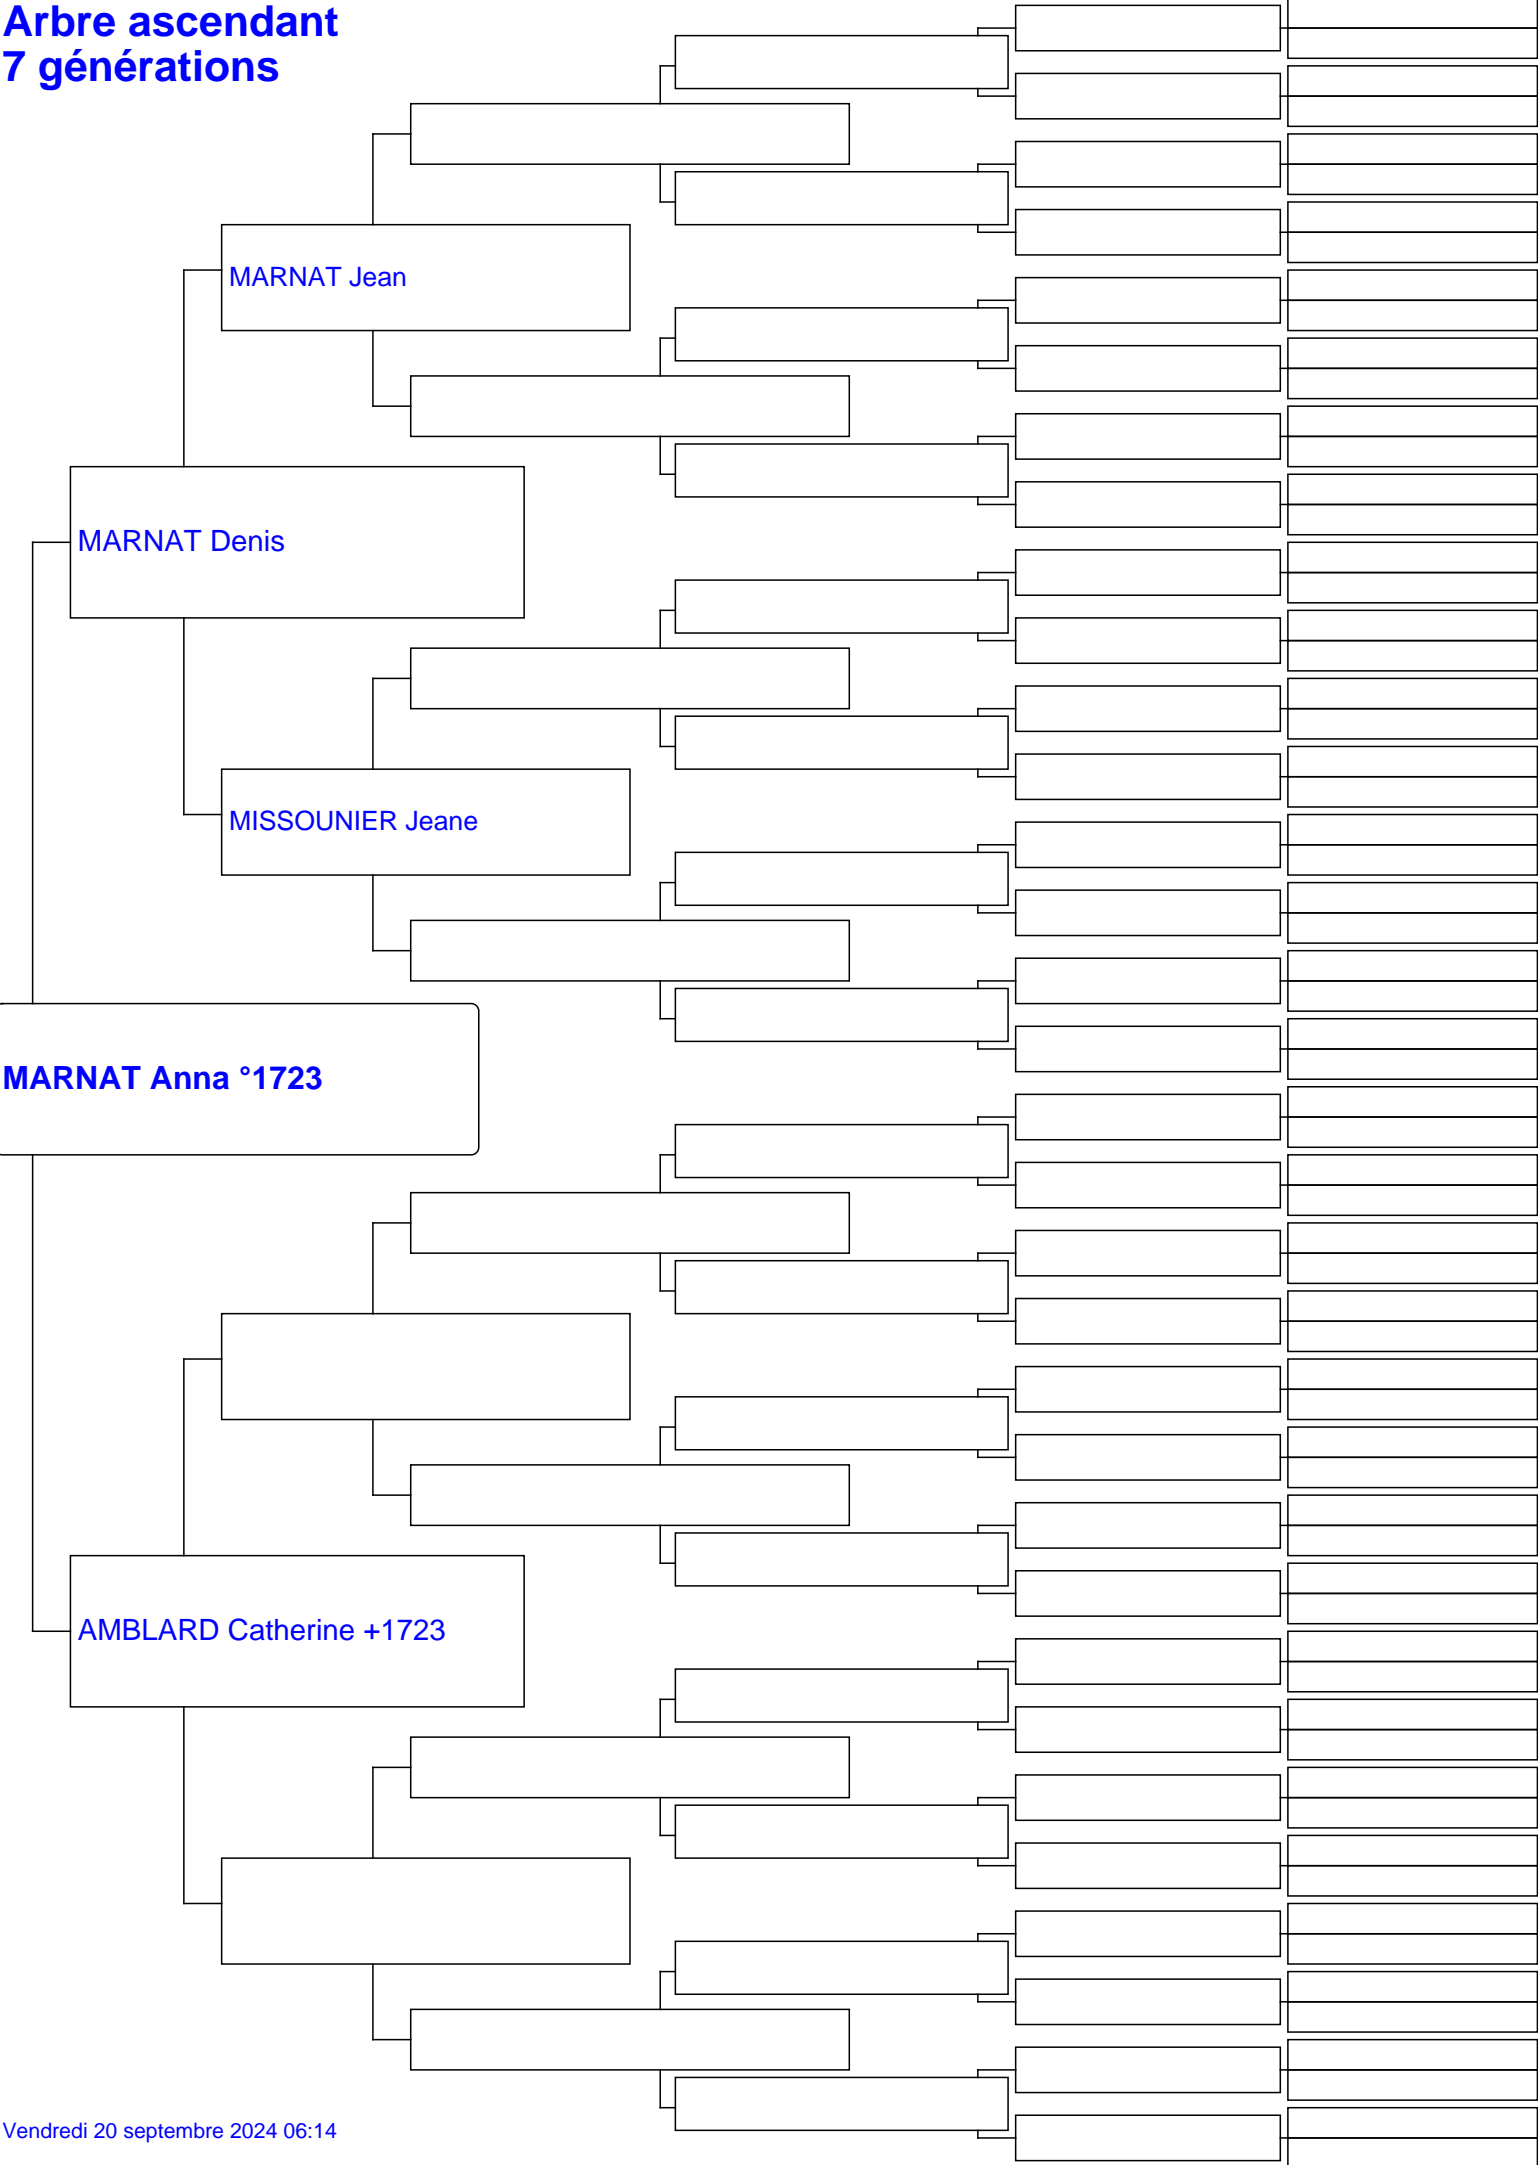 Arbre ascendant
7 générations
MARNAT Jean
MARNAT Denis
MISSOUNIER Jeane
MARNAT Anna °1723
AMBLARD Catherine +1723
Vendredi 20 septembre 2024 06:14